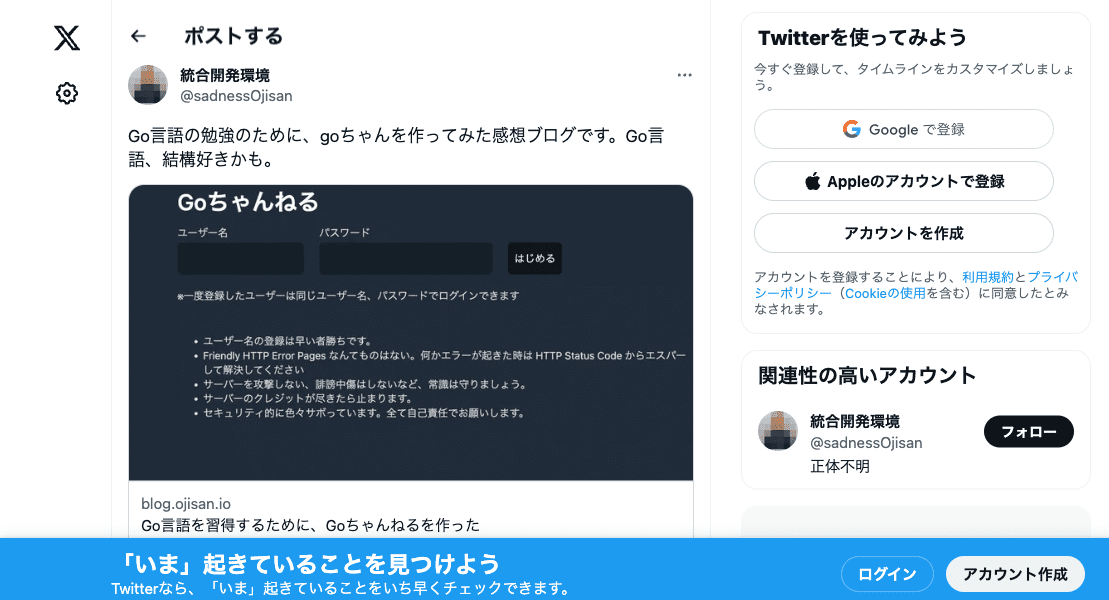 ポストする
統合開発環境
@sadnessOjisan
Go言語の勉強のために、goちゃんを作ってみた感想ブログです。Go言
語、結構好きかも。
Goちゃんねる
ユーザー名
パスワード
はじめる
※一度登録したユーザーは同じユーザー名、パスワードでログインできます
• ユーザー名の登録は早い者勝ちです。
• Friendly HTTP Error Pages なんてものはない。何かエラーが起きた時は HTTP Status Code からエスパー
して解決してください
• サーバーを攻撃しない、誹謗中傷はしないなど、常識は守りましょう。
• サーバーのクレジットが尽きたら止まります。
• セキュリティ的に色々サボっています。全て自己責任でお願いします。
blog.ojisan.io
Go言語を習得するために、Goちゃんねるを作った
Twitterを使ってみよう
今すぐ登録して、タイムラインをカスタマイズしましょ
う。
Google で登録
Appleのアカウントで登録
アカウントを作成
アカウントを登録することにより、利用規約とプライバ
シーポリシー（Cookieの使用を含む）に同意したとみ
なされます。
関連性の高いアカウント
統合開発環境
@sadnessOjisan
フォロー
正体不明
「いま」起きていることを見つけよう
Twitterなら、「いま」起きていることをいち早くチェックできます。
ログイン
アカウント作成